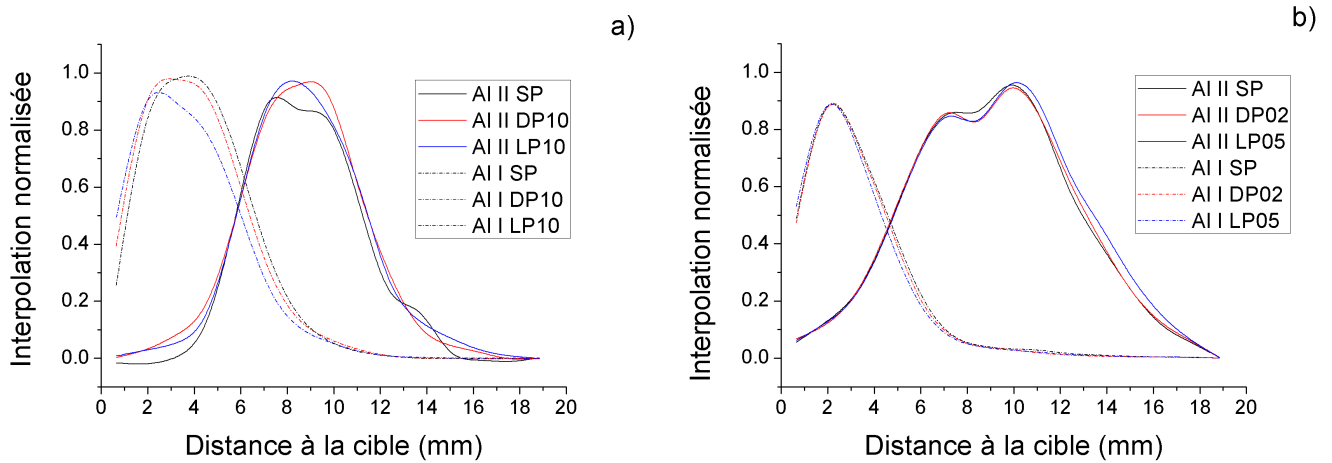 a)
Interpolation normalisée
1.0
0.8
0.6
0.4
0.2
0.0
0 2 4 6 8 10 12 14 16 18 20
Distance à la cible (mm)
Al II SP
Al II DP10
Al II LP10
Al I SP
Al I DP10
Al I LP10
b)
Interpolation normalisée
1.0
0.8
0.6
0.4
0.2
0.0
0 2 4 6 8 10 12 14 16 18 20
Distance à la cible (mm)
Al II SP
Al II DP02
Al II LP05
Al I SP
Al I DP02
Al I LP05